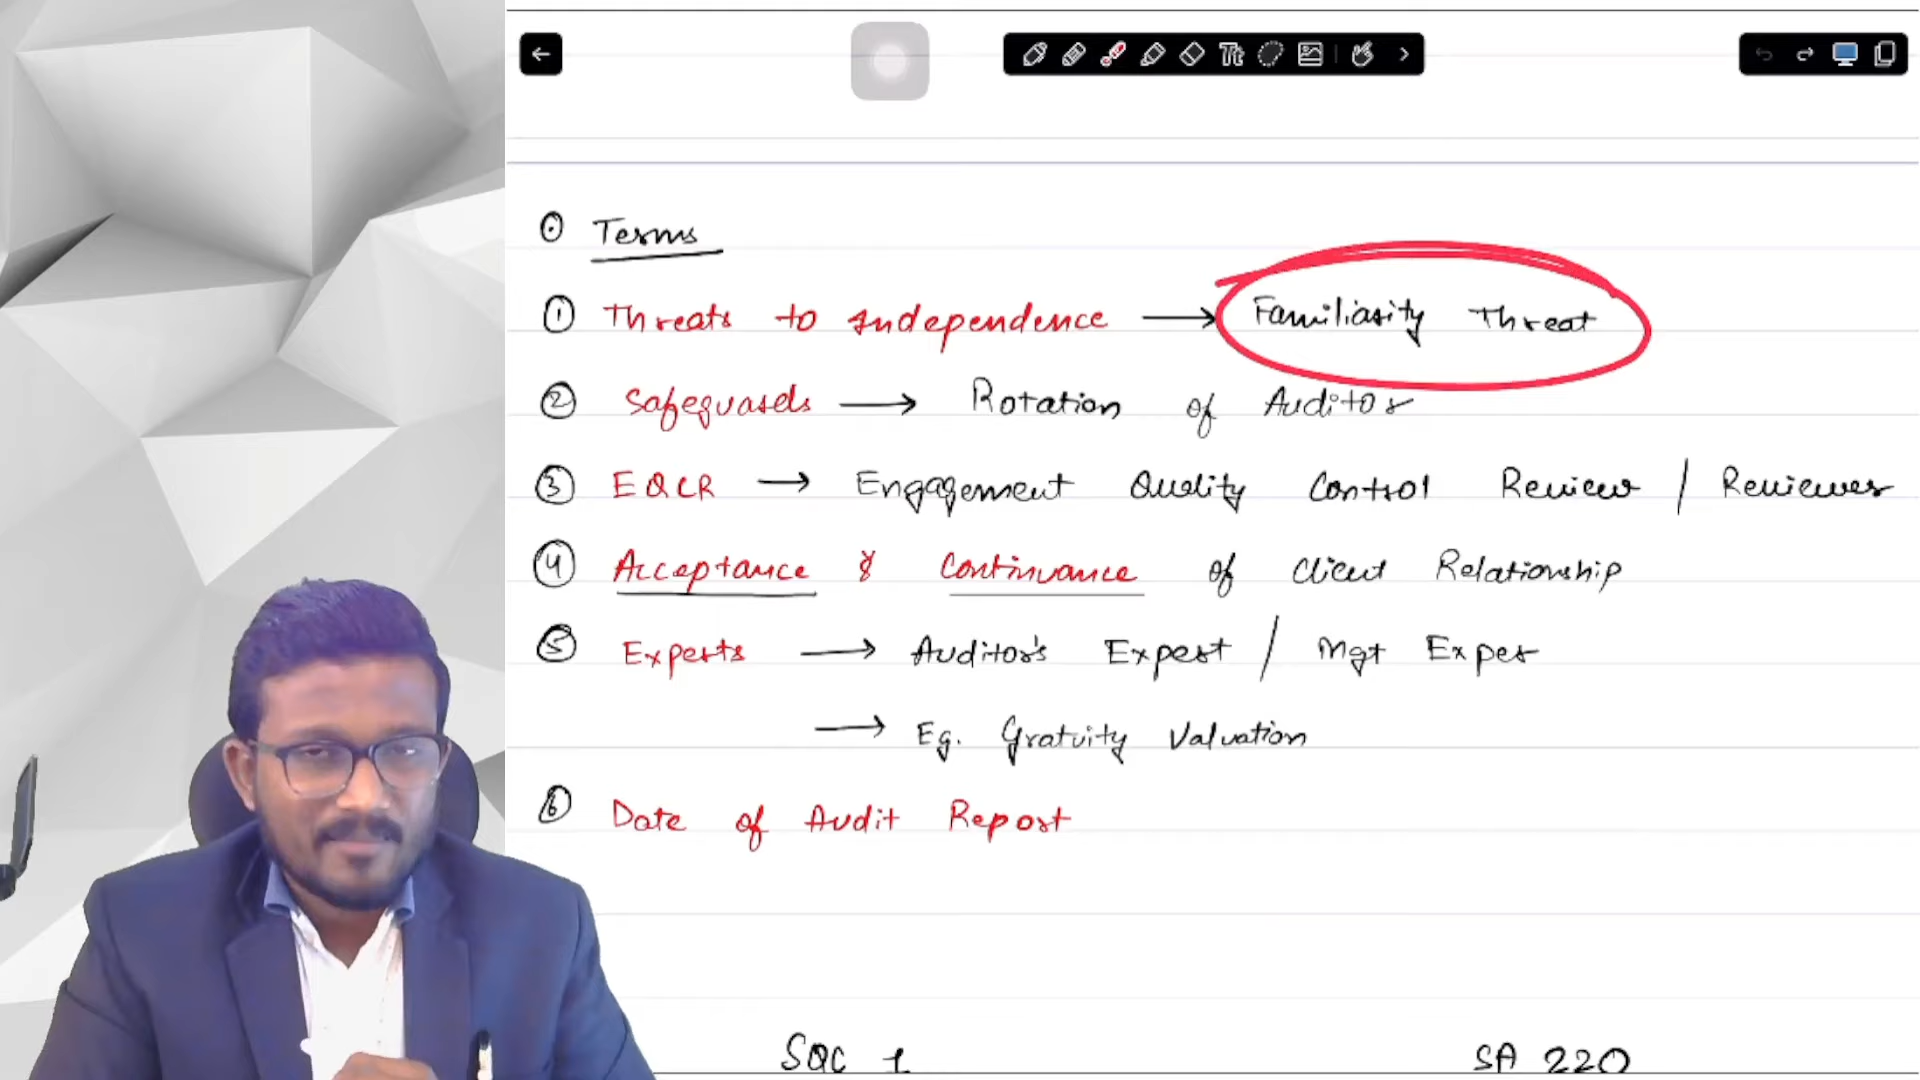 ⊙ Terms
① Threats to Independence → Familiarity Threat
② Safeguards → Rotation of Auditor
③ EQCR → Engagement Quality Control Review / Reviewer
④ Acceptance & Continuance of Client Relationship
⑤ Experts → Auditor's Expert / Mgt Exper
→ Eg. Gratuity Valuation
⑥ Date of Audit Report
SQC 1 SA 220